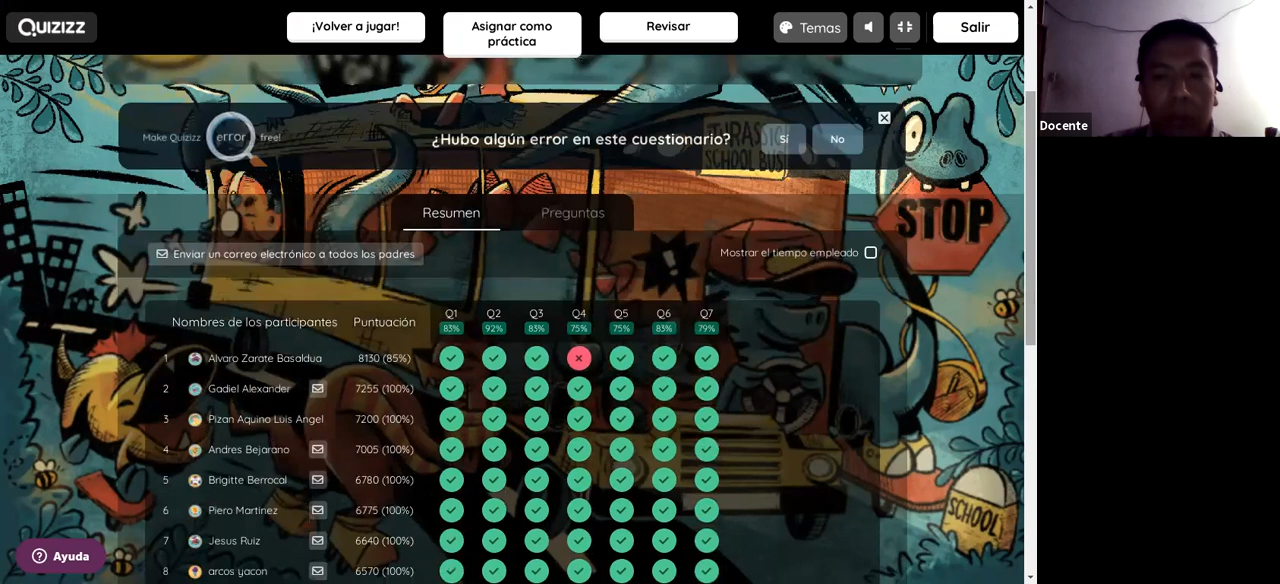 QUIZIZZ
¡Volver a jugar!
Asignar como
práctica
Revisar
Temas
Salir
Docente
Make Quizizz error free!
¿Hubo algún error en este cuestionario?
Sí
No
JURASSIC
SCHOOL BUS
STOP
Resumen
Preguntas
Enviar un correo electrónico a todos los padres
Mostrar el tiempo empleado
Nombres de los participantes Puntuación Q1 Q2 Q3 Q4 Q5 Q6 Q7
83% 92% 83% 75% 75% 83% 79%
1 Alvaro Zarate Basaldua 8130 (85%)
2 Gadiel Alexander 7255 (100%)
3 Pizan Aquino Luis Angel 7200 (100%)
4 Andres Bejarano 7005 (100%)
5 Brigitte Berrocal 6780 (100%)
6 Piero Martinez 6775 (100%)
7 Jesus Ruiz 6640 (100%)
8 arcos yacon 6570 (100%)
SCHOOL
Ayuda